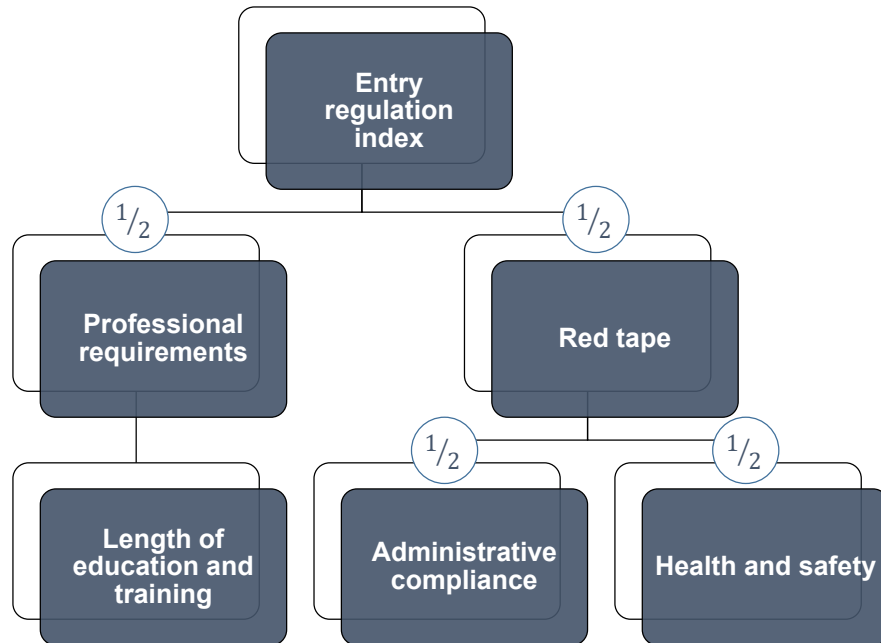 Entry
regulation
index
1/2
1/2
Professional
requirements
Red tape
1/2
1/2
Length of
education and
training
Administrative
compliance
Health and safety